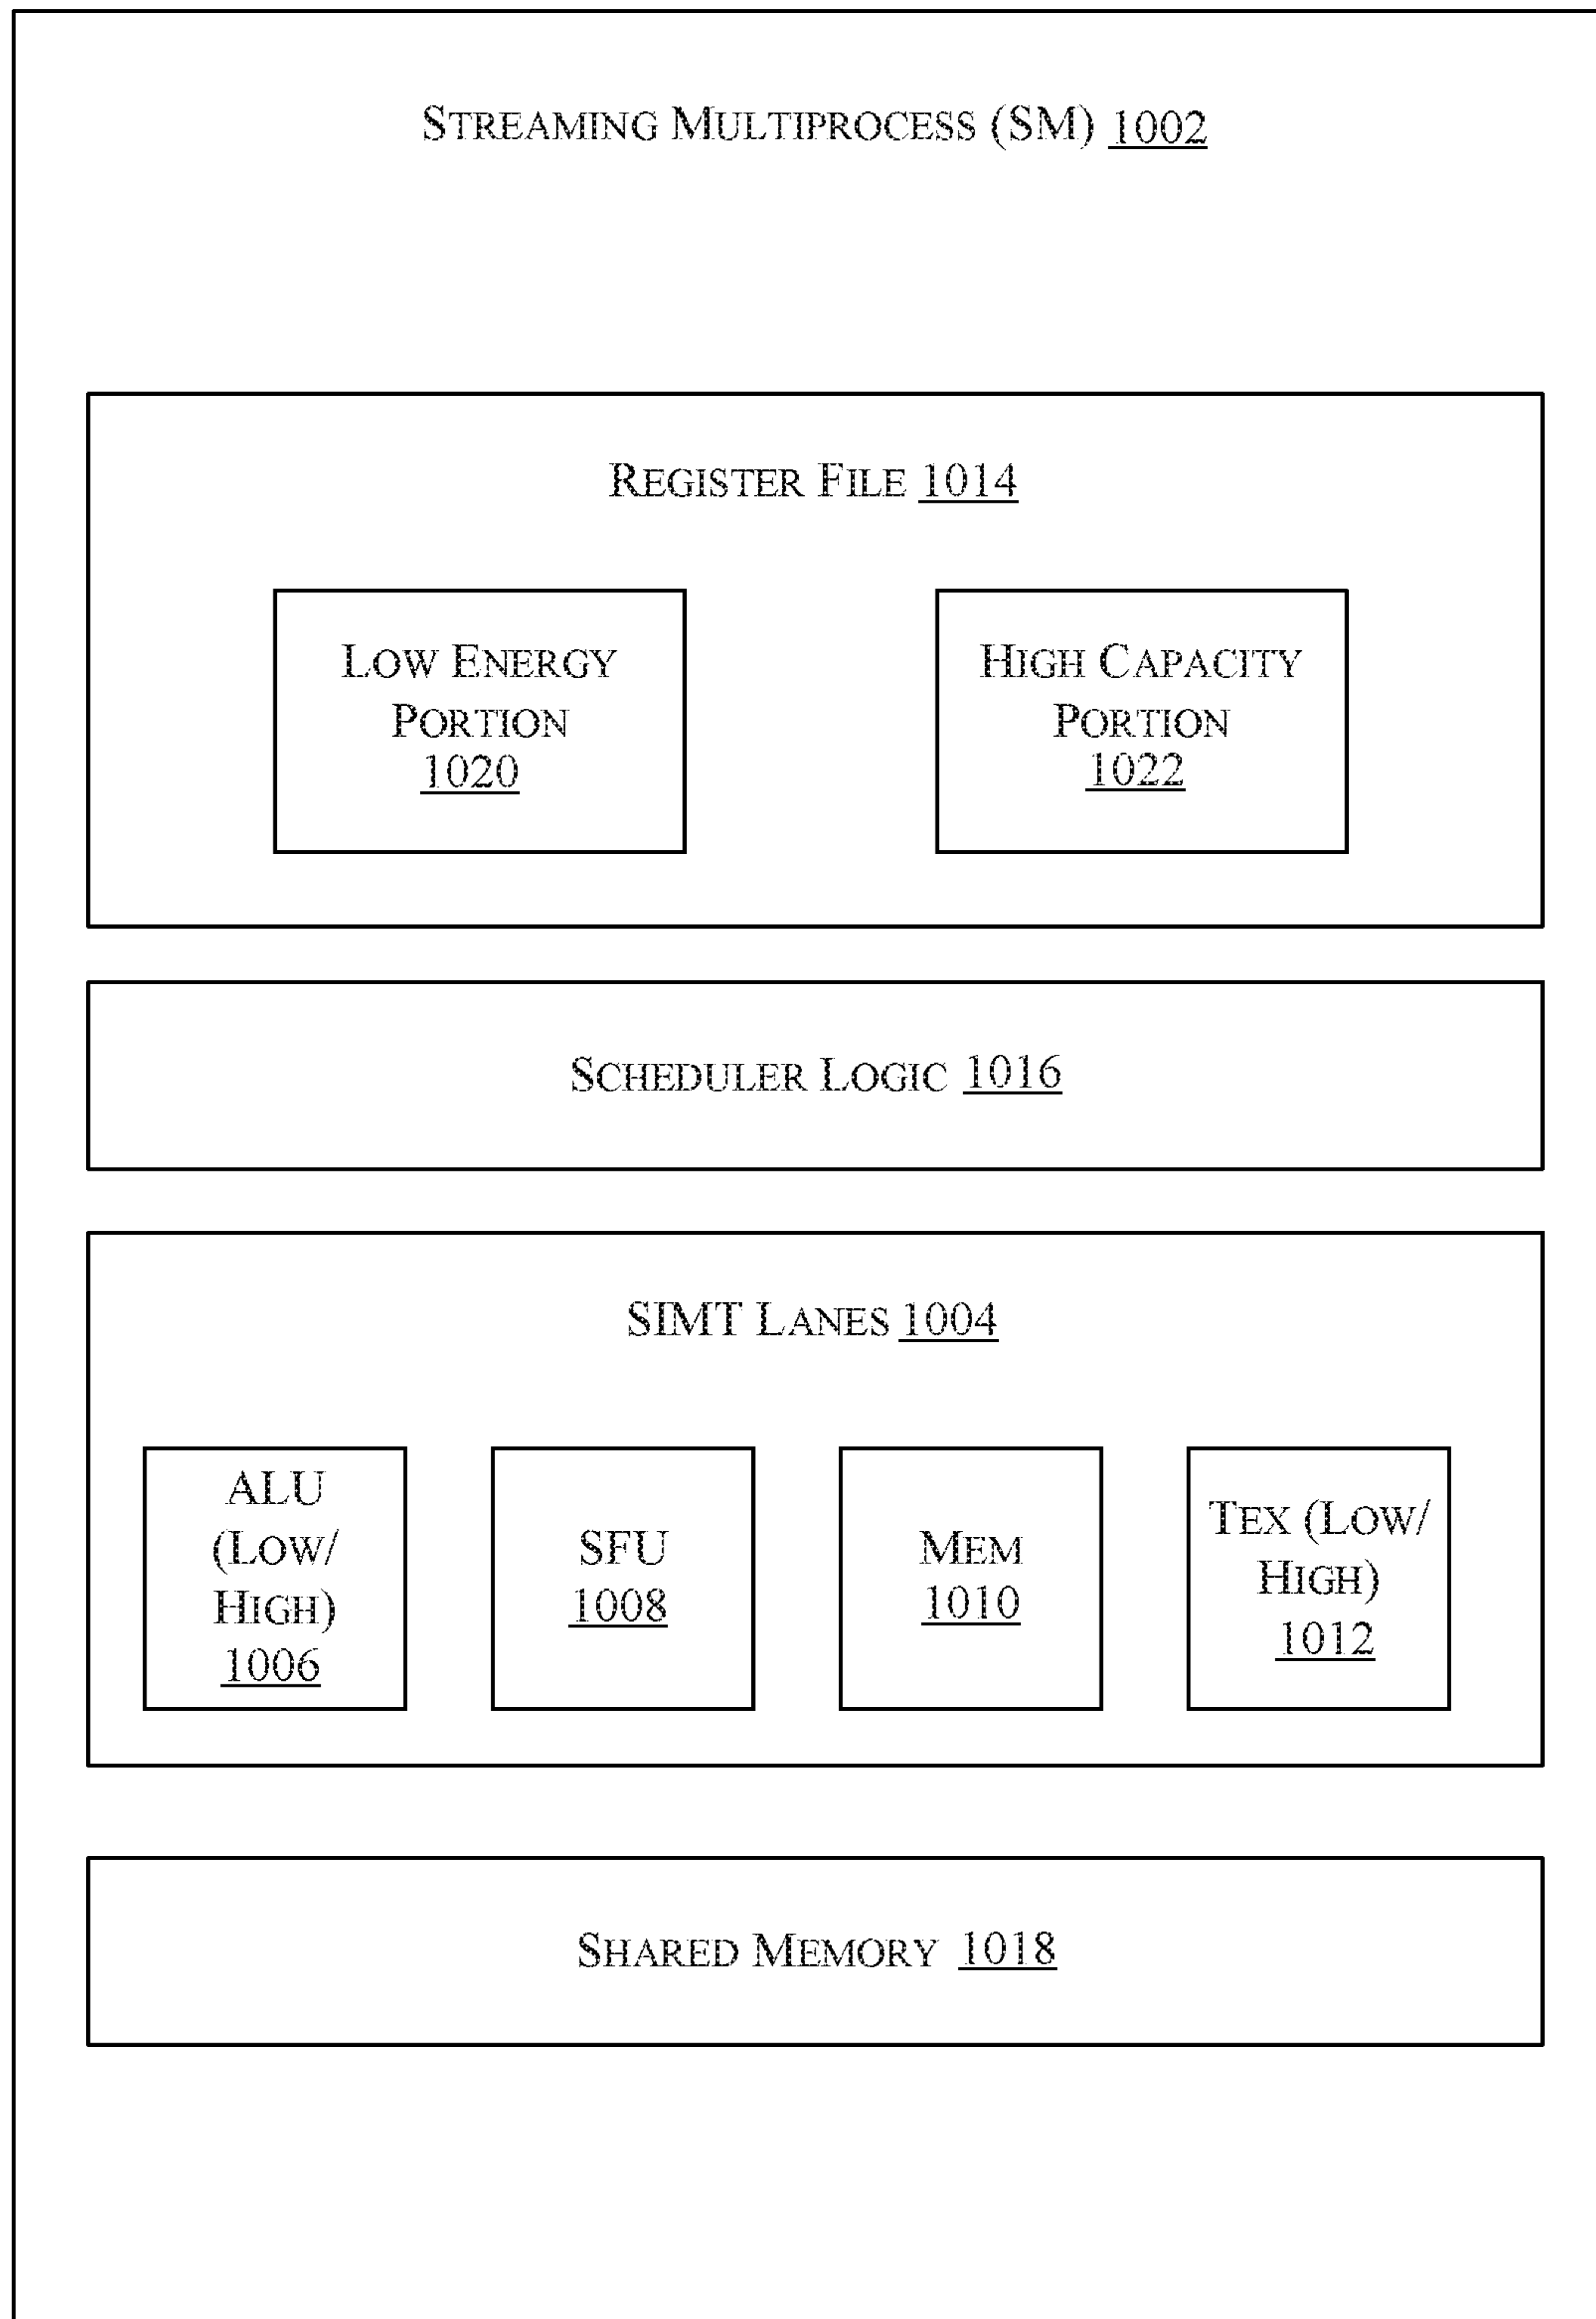 STREAMING MULTIPROCESS (SM) 1002
REGISTER FILE 1014
LOW ENERGY
PORTION
1020
HIGH CAPACITY
PORTION
1022
SCHEDULER LOGIC 1016
SIMT LANES 1004
ALU
(LOW/
HIGH)
1006
SFU
1008
MEM
1010
TEX (LOW/
HIGH)
1012
SHARED MEMORY 1018